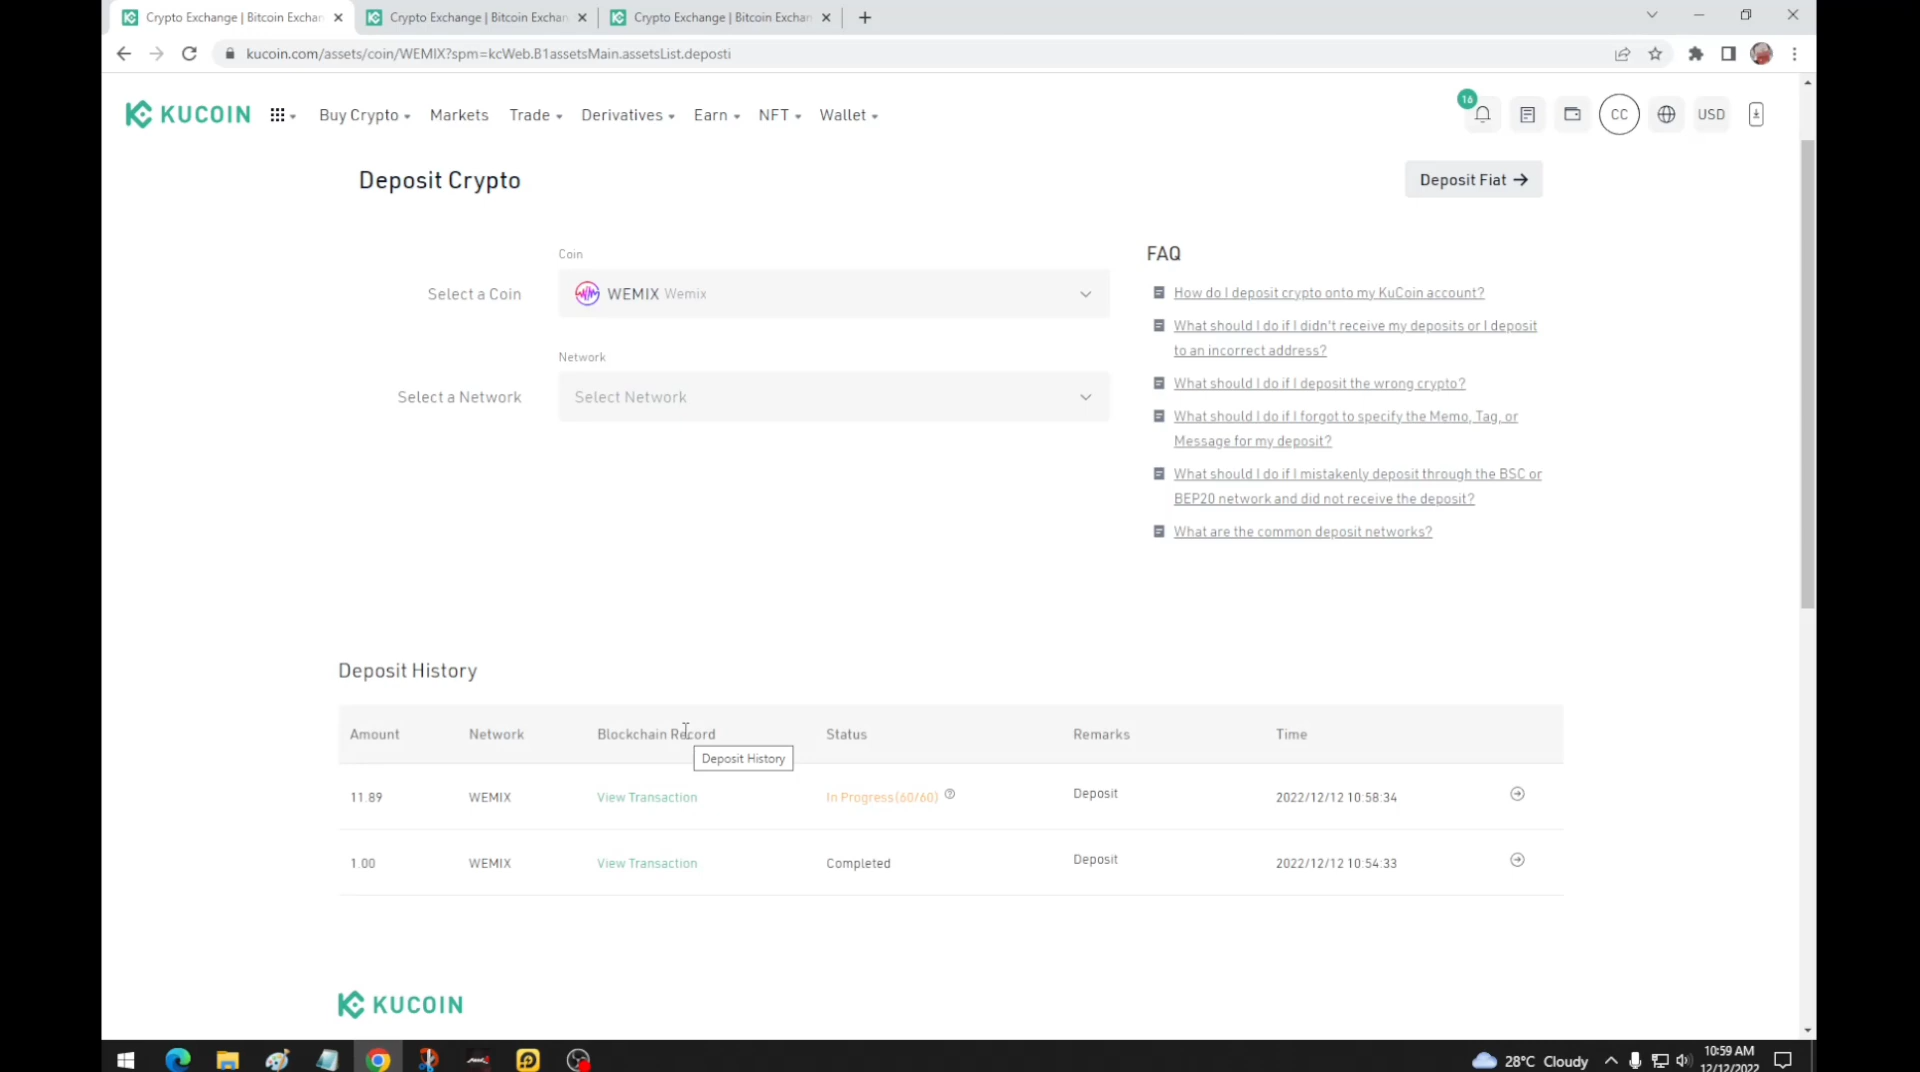 Crypto Exchange | Bitcoin Exchan
Crypto Exchange | Bitcoin Exchan
Crypto Exchange | Bitcoin Exchan
kucoin.com/assets/coin/WEMIX?spm=kcWeb.B1assetsMain.assetsList.deposti
KUCOIN
Buy Crypto
Markets
Trade
Derivatives
Earn
NFT
Wallet
16
CC
USD
Deposit Crypto
Deposit Fiat →
Coin
Select a Coin
WEMIX Wemix
Network
Select a Network
Select Network
FAQ
How do I deposit crypto onto my KuCoin account?
What should I do if I didn't receive my deposits or I deposit
to an incorrect address?
What should I do if I deposit the wrong crypto?
What should I do if I forgot to specify the Memo, Tag, or
Message for my deposit?
What should I do if I mistakenly deposit through the BSC or
BEP20 network and did not receive the deposit?
What are the common deposit networks?
Deposit History
Amount Network Blockchain Record Status Remarks Time
Deposit History
11.89 WEMIX View Transaction In Progress(60/60) Deposit 2022/12/12 10:58:34
1.00 WEMIX View Transaction Completed Deposit 2022/12/12 10:54:33
KUCOIN
28°C Cloudy
10:59 AM
12/12/2022